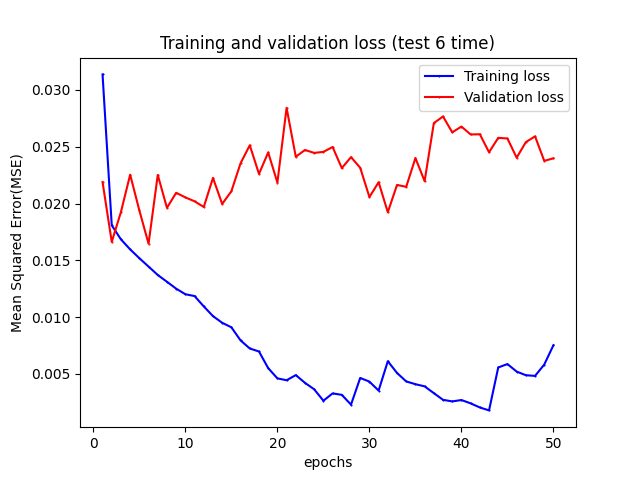 Training and validation loss (test 6 time)
Training loss
Validation loss
Mean Squared Error(MSE)
0.030
0.025
0.020
0.015
0.010
0.005
0 10 20 30 40 50
epochs